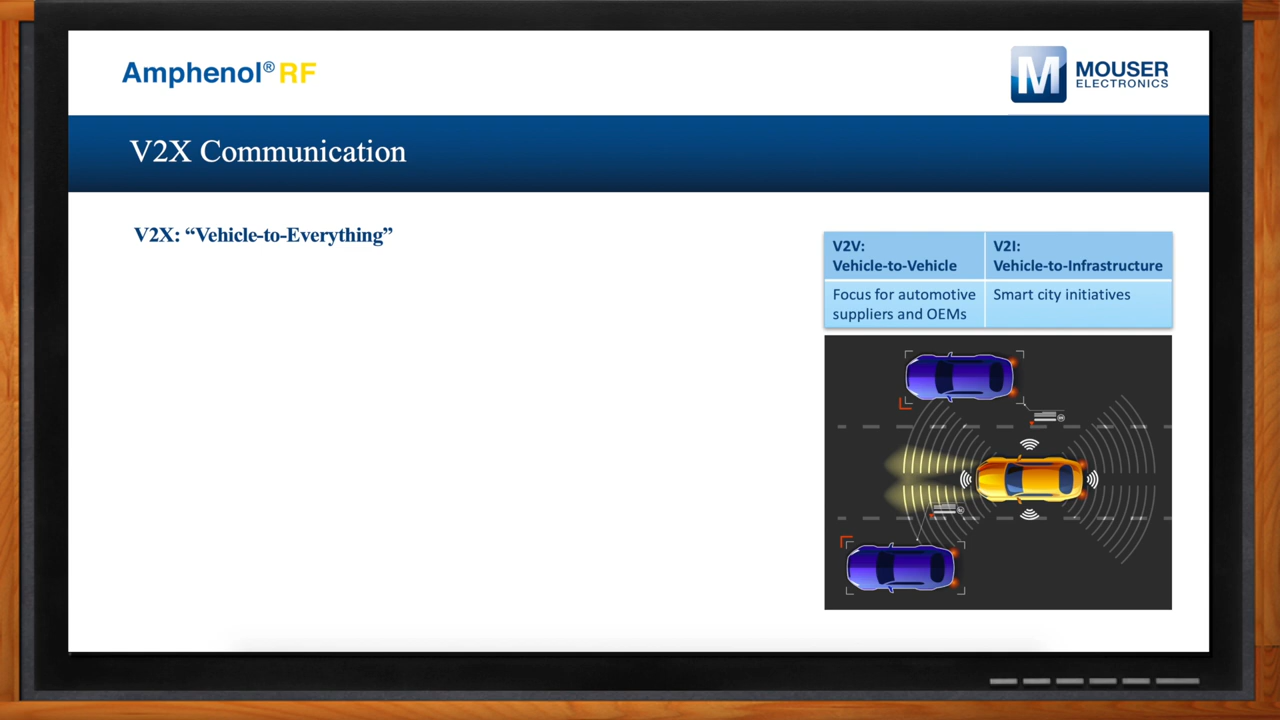 Amphenol® RF
MOUSER
ELECTRONICS
V2X Communication
V2X: “Vehicle-to-Everything”
V2V:
Vehicle-to-Vehicle
V2I:
Vehicle-to-Infrastructure
Focus for automotive
suppliers and OEMs
Smart city initiatives